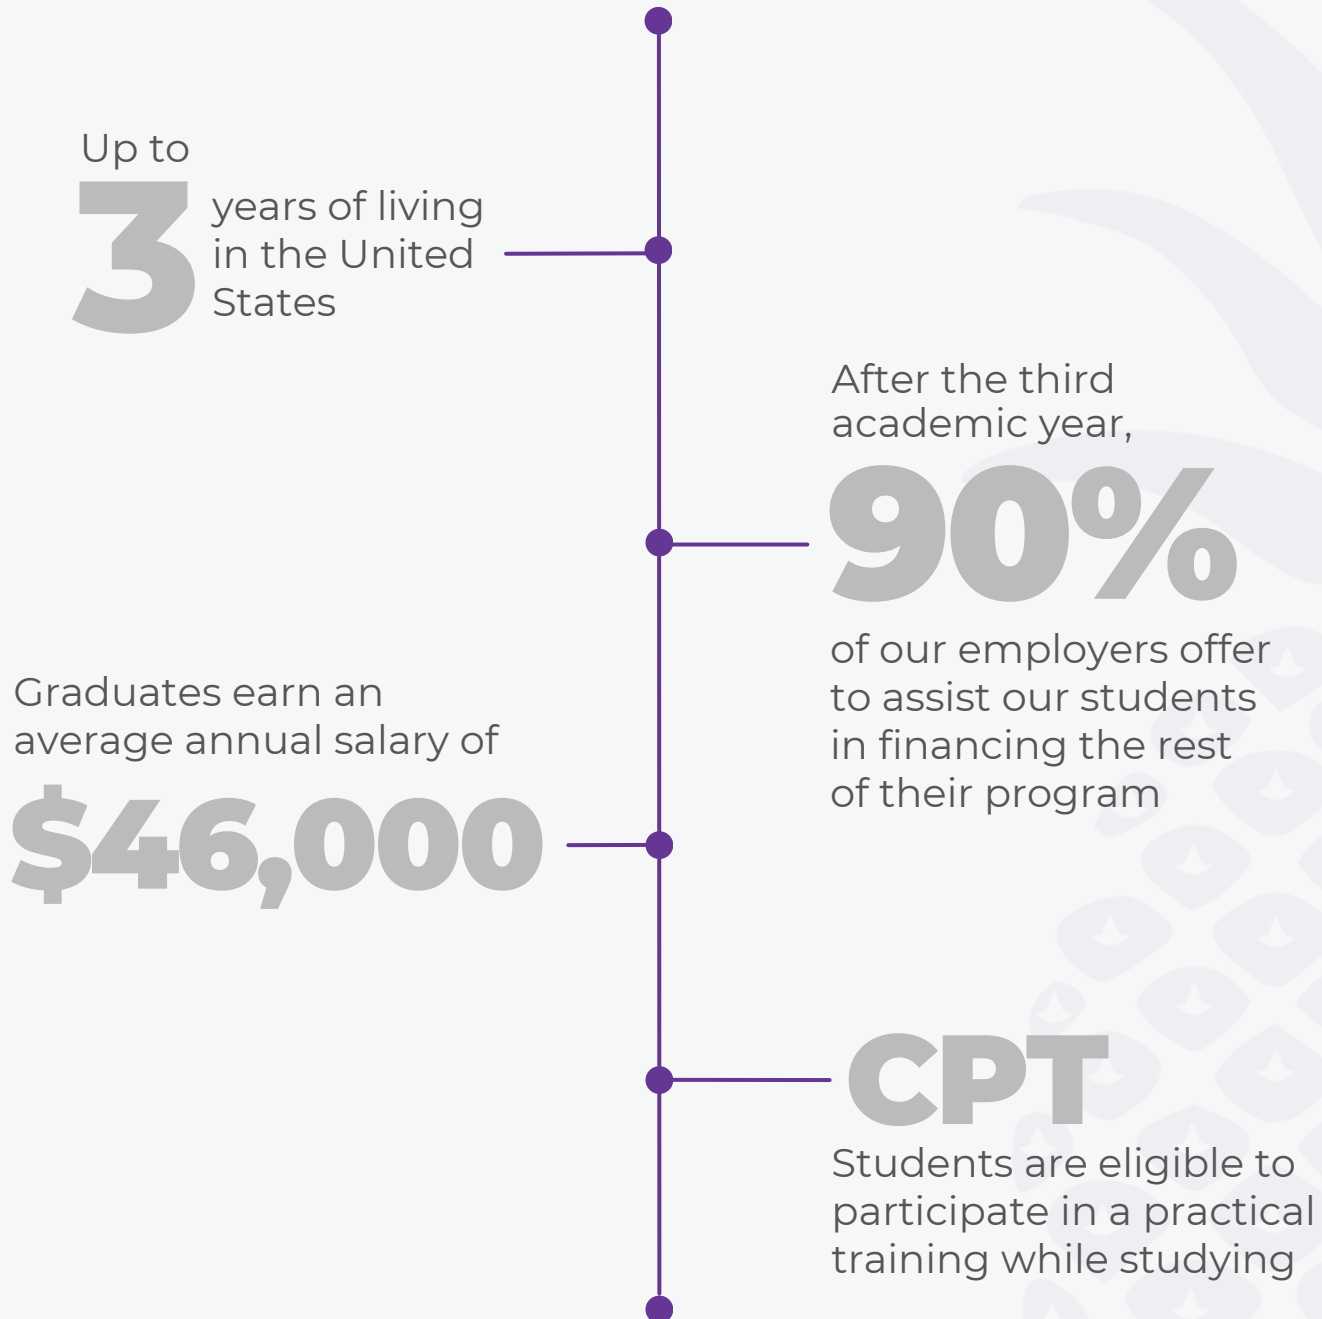 Up to
3
years of living
in the United
States
After the third
academic year,
90%
of our employers offer
to assist our students
in financing the rest
of their program
Graduates earn an
average annual salary of
$46,000
CPT
Students are eligible to
participate in a practical
training while studying